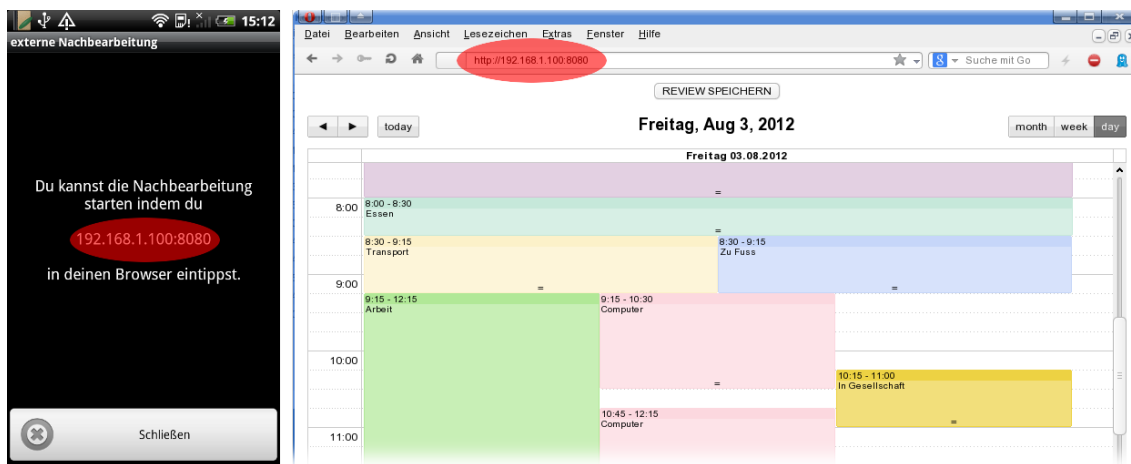 15:12
externe Nachbearbeitung
Du kannst die Nachbearbeitung
starten indem du
192.168.1.100:8080
in deinen Browser eintippst.
Schließen
Datei Bearbeiten Ansicht Lesezeichen Extras Fenster Hilfe
http://192.168.1.100:8080
8 Suche mit Go
REVIEW SPEICHERN
today
Freitag, Aug 3, 2012
month week day
Freitag 03.08.2012
8:00
8:00 - 8:30
Essen
8:30 - 9:15
Transport
8:30 - 9:15
Zu Fuss
9:00
9:15 - 12:15
Arbeit
9:15 - 10:30
Computer
10:00
10:15 - 11:00
In Gesellschaft
10:45 - 12:15
Computer
11:00